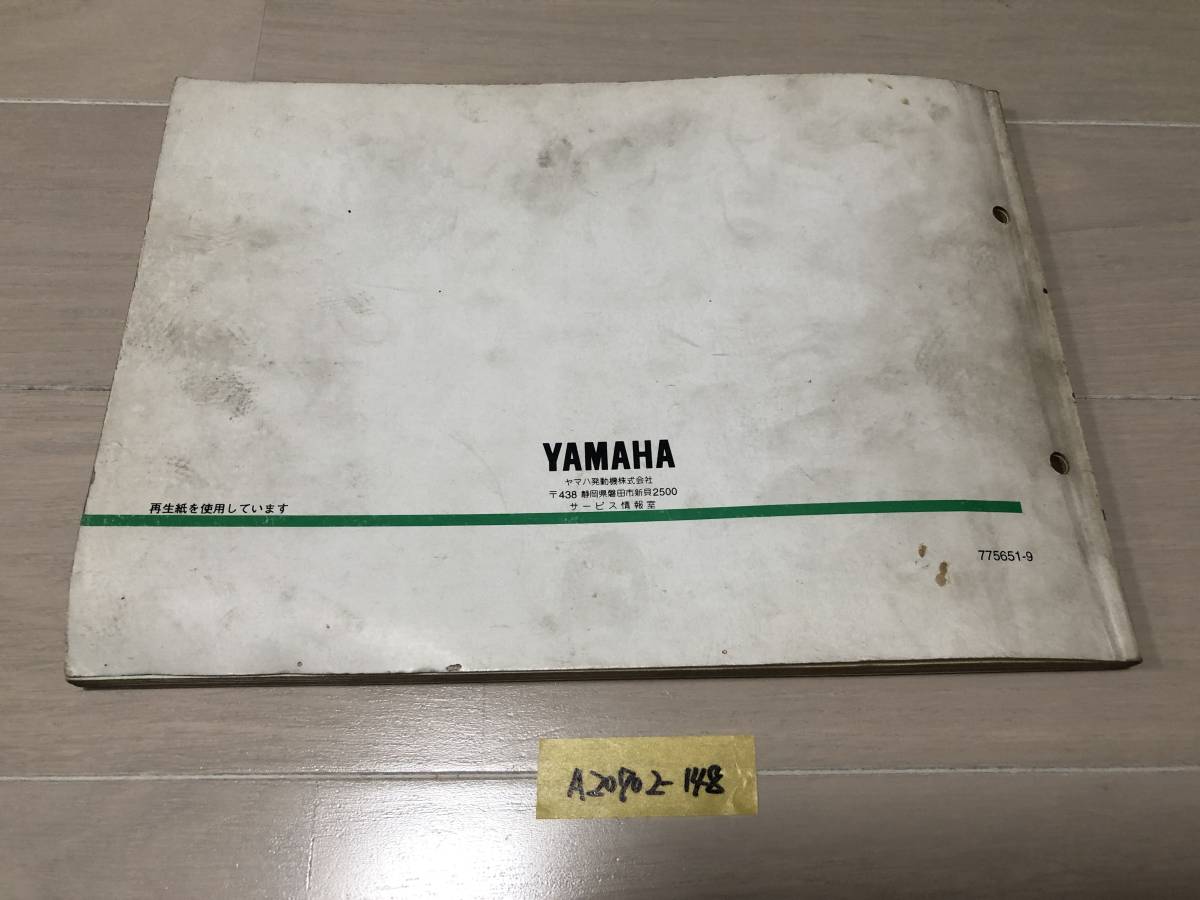 YAMAHA
ヤマハ発動機株式会社
〒438 静岡県磐田市新貝2500
サービス情報室
再生紙を使用しています
775651-9
A20702-148